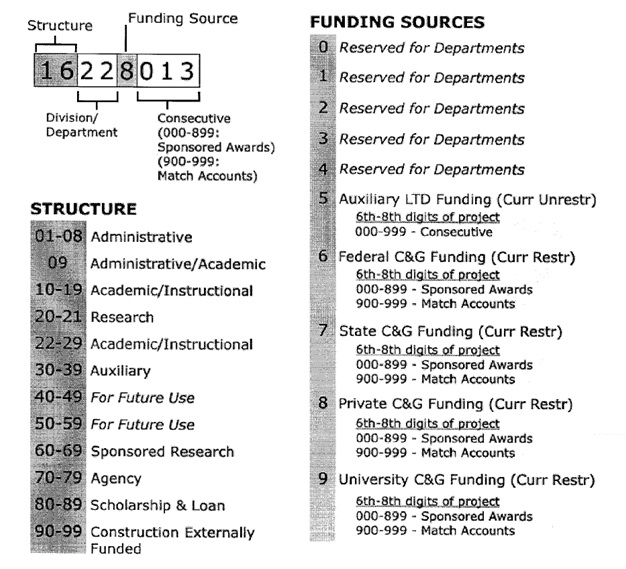 Structure
Funding Source
16228013
Division/
Department
Consecutive
(000-899:
Sponsored Awards)
(900-999:
Match Accounts)
STRUCTURE
01-08 Administrative
09 Administrative/Academic
10-19 Academic/Instructional
20-21 Research
22-29 Academic/Instructional
30-39 Auxiliary
40-49 For Future Use
50-59 For Future Use
60-69 Sponsored Research
70-79 Agency
80-89 Scholarship & Loan
90-99 Construction Externally
Funded
FUNDING SOURCES
0 Reserved for Departments
1 Reserved for Departments
2 Reserved for Departments
3 Reserved for Departments
4 Reserved for Departments
5 Auxiliary LTD Funding (Curr Unrestr)
6th-8th digits of project
000-999 - Consecutive
6 Federal C&G Funding (Curr Restr)
6th-8th digits of project
000-899 - Sponsored Awards
900-999 - Match Accounts
7 State C&G Funding (Curr Restr)
6th-8th digits of project
000-899 - Sponsored Awards
900-999 - Match Accounts
8 Private C&G Funding (Curr Restr)
6th-8th digits of project
000-899 - Sponsored Awards
900-999 - Match Accounts
9 University C&G Funding (Curr Restr)
6th-8th digits of project
000-899 - Sponsored Awards
900-999 - Match Accounts